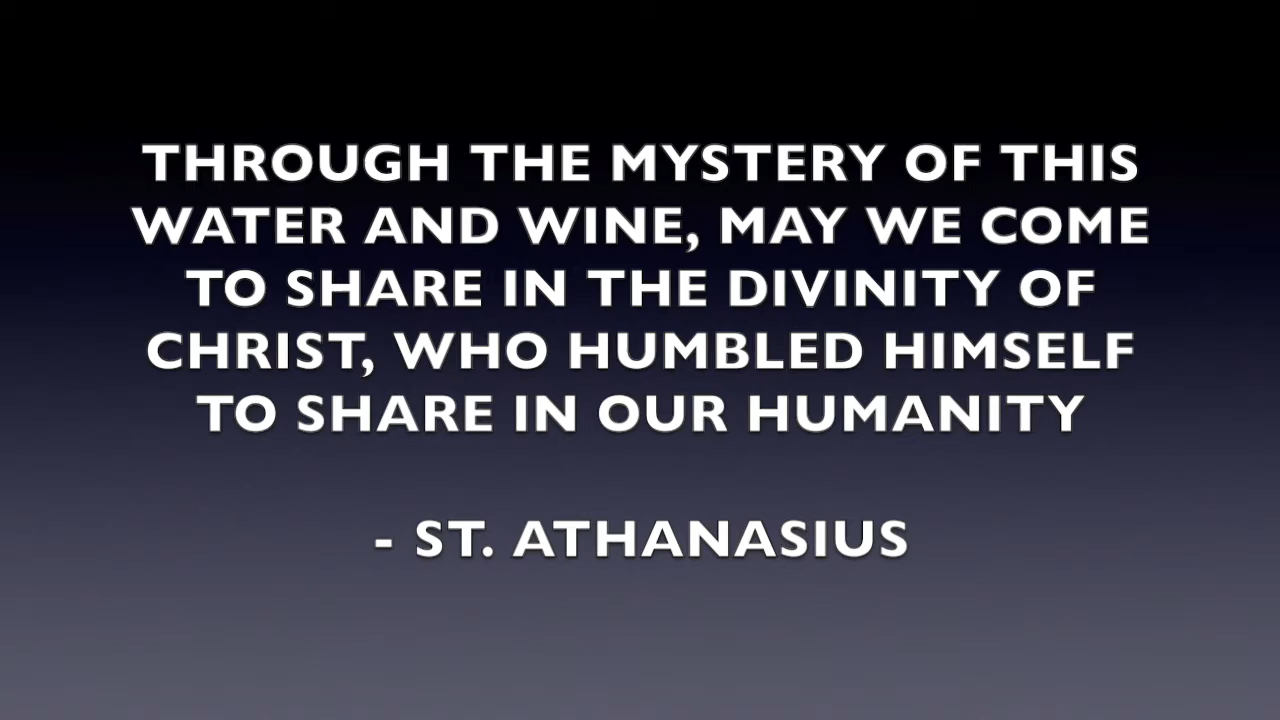 THROUGH THE MYSTERY OF THIS
WATER AND WINE, MAY WE COME
TO SHARE IN THE DIVINITY OF
CHRIST, WHO HUMBLED HIMSELF
TO SHARE IN OUR HUMANITY
- ST. ATHANASIUS